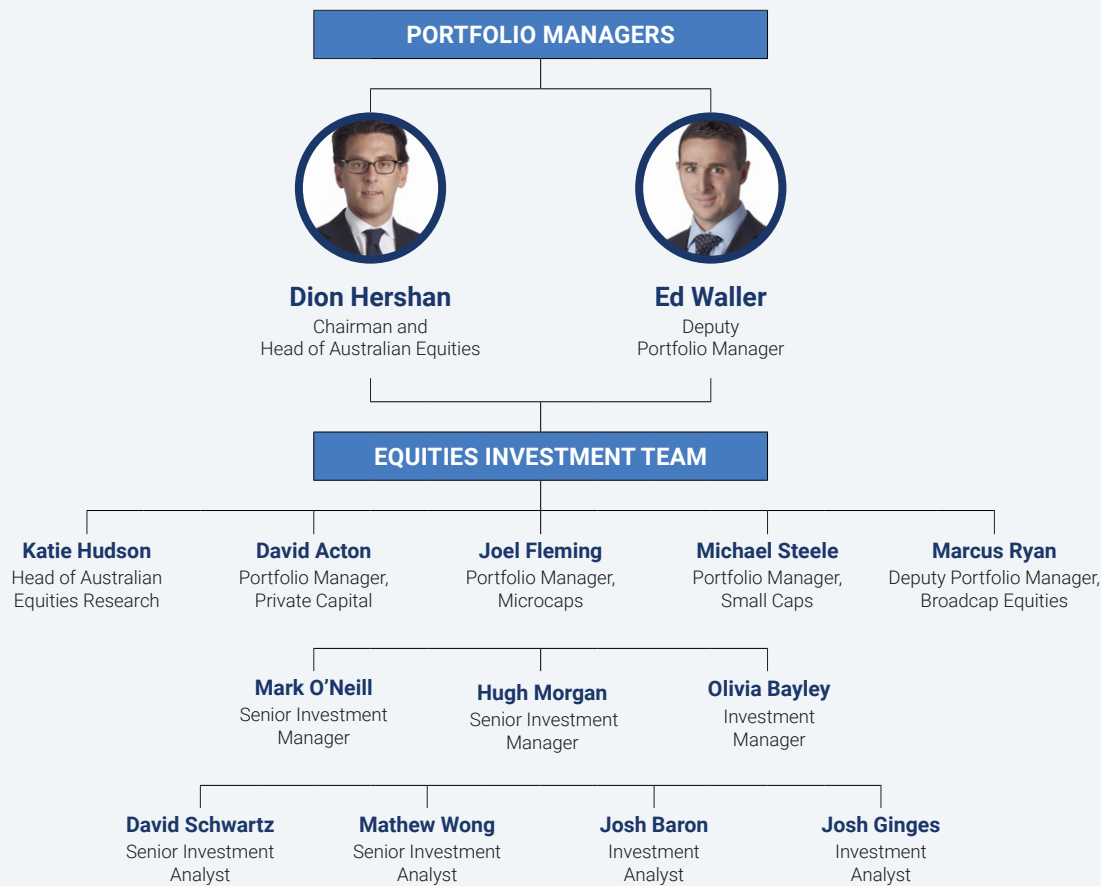 PORTFOLIO MANAGERS
Dion Hershan
Chairman and
Head of Australian Equities
Ed Waller
Deputy
Portfolio Manager
EQUITIES INVESTMENT TEAM
Katie Hudson
Head of Australian
Equities Research
David Acton
Portfolio Manager,
Private Capital
Joel Fleming
Portfolio Manager,
Microcaps
Michael Steele
Portfolio Manager,
Small Caps
Marcus Ryan
Deputy Portfolio Manager,
Broadcap Equities
Mark O’Neill
Senior Investment
Manager
Hugh Morgan
Senior Investment
Manager
Olivia Bayley
Investment
Manager
David Schwartz
Senior Investment
Analyst
Mathew Wong
Senior Investment
Analyst
Josh Baron
Investment
Analyst
Josh Ginges
Investment
Analyst